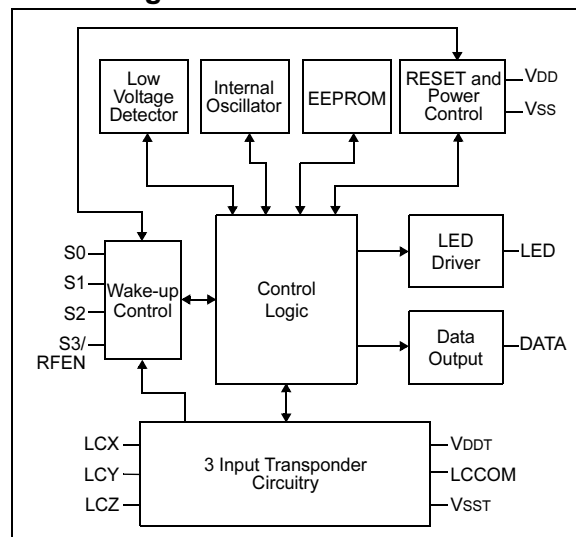 Low
Voltage
Detector
Internal
Oscillator
EEPROM
RESET and
Power
Control
VDD
VSS
S0
S1
S2
S3/
RFEN
Wake-up
Control
Control
Logic
LED
Driver
LED
Data
Output
DATA
LCX
LCY
LCZ
3 Input Transponder
Circuitry
VDDT
LCCOM
VSST